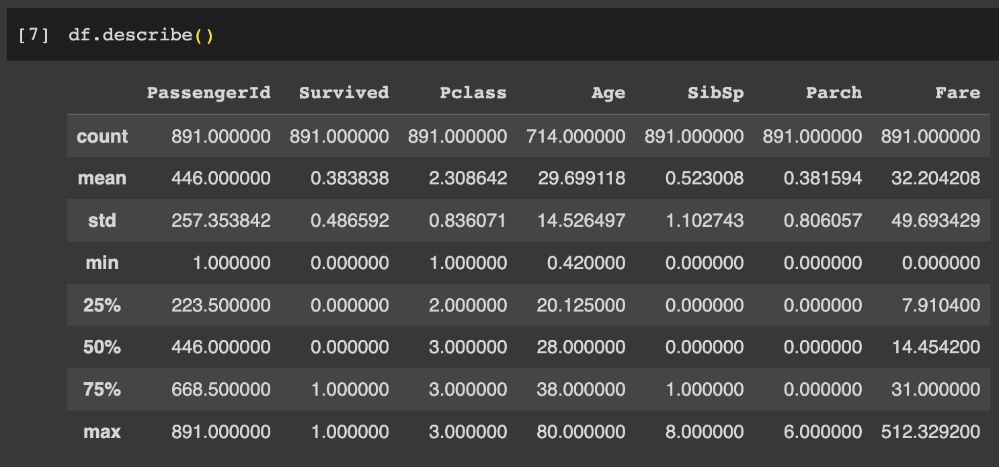 [7] df.describe()
PassengerId Survived Pclass Age SibSp Parch Fare
count 891.000000 891.000000 891.000000 714.000000 891.000000 891.000000 891.000000
mean 446.000000 0.383838 2.308642 29.699118 0.523008 0.381594 32.204208
std 257.353842 0.486592 0.836071 14.526497 1.102743 0.806057 49.693429
min 1.000000 0.000000 1.000000 0.420000 0.000000 0.000000 0.000000
25% 223.500000 0.000000 2.000000 20.125000 0.000000 0.000000 7.910400
50% 446.000000 0.000000 3.000000 28.000000 0.000000 0.000000 14.454200
75% 668.500000 1.000000 3.000000 38.000000 1.000000 0.000000 31.000000
max 891.000000 1.000000 3.000000 80.000000 8.000000 6.000000 512.329200